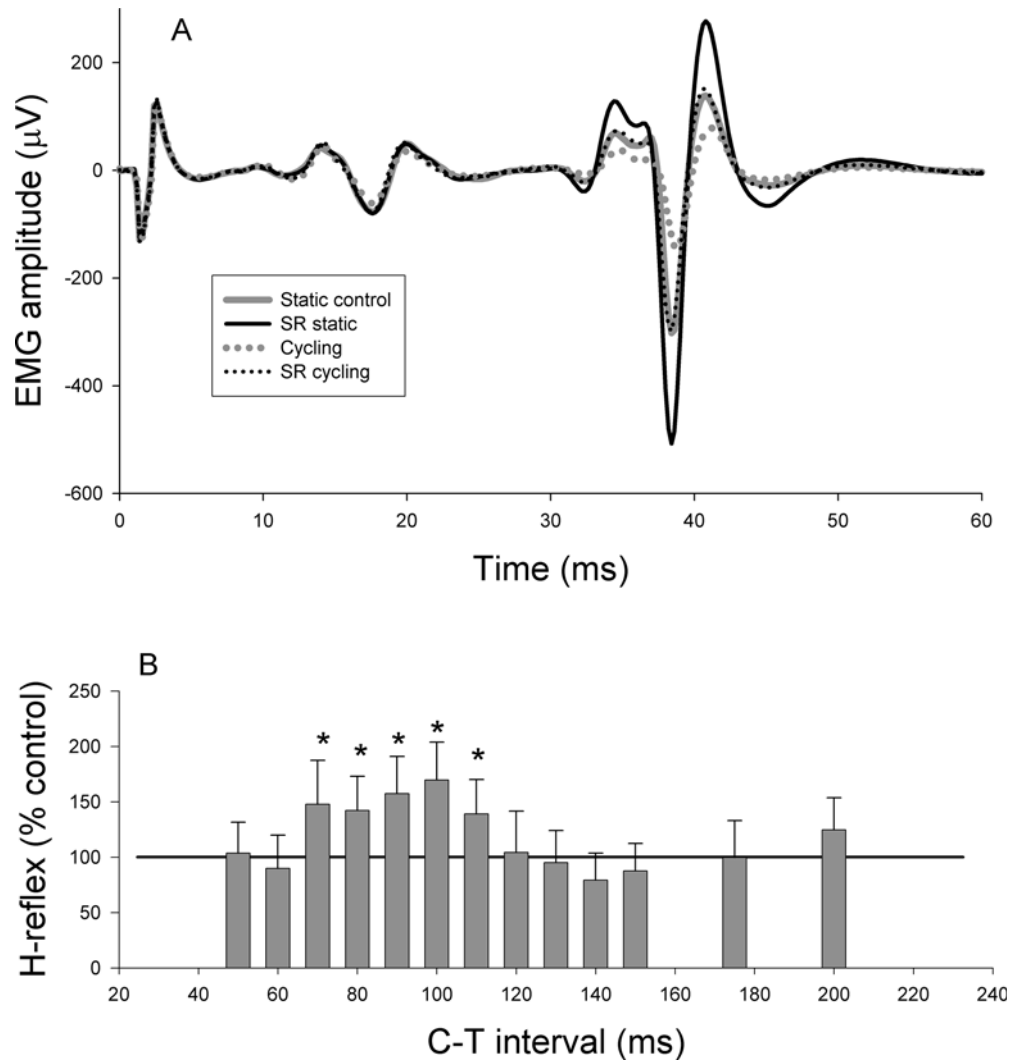 A
EMG amplitude (μV)
200
0
-200
-400
-600
Static control
SR static
Cycling
SR cycling
0 10 20 30 40 50 60
Time (ms)
B
H-reflex (% control)
250
200
150
100
50
0
* * * * *
20 40 60 80 100 120 140 160 180 200 220 240
C-T interval (ms)